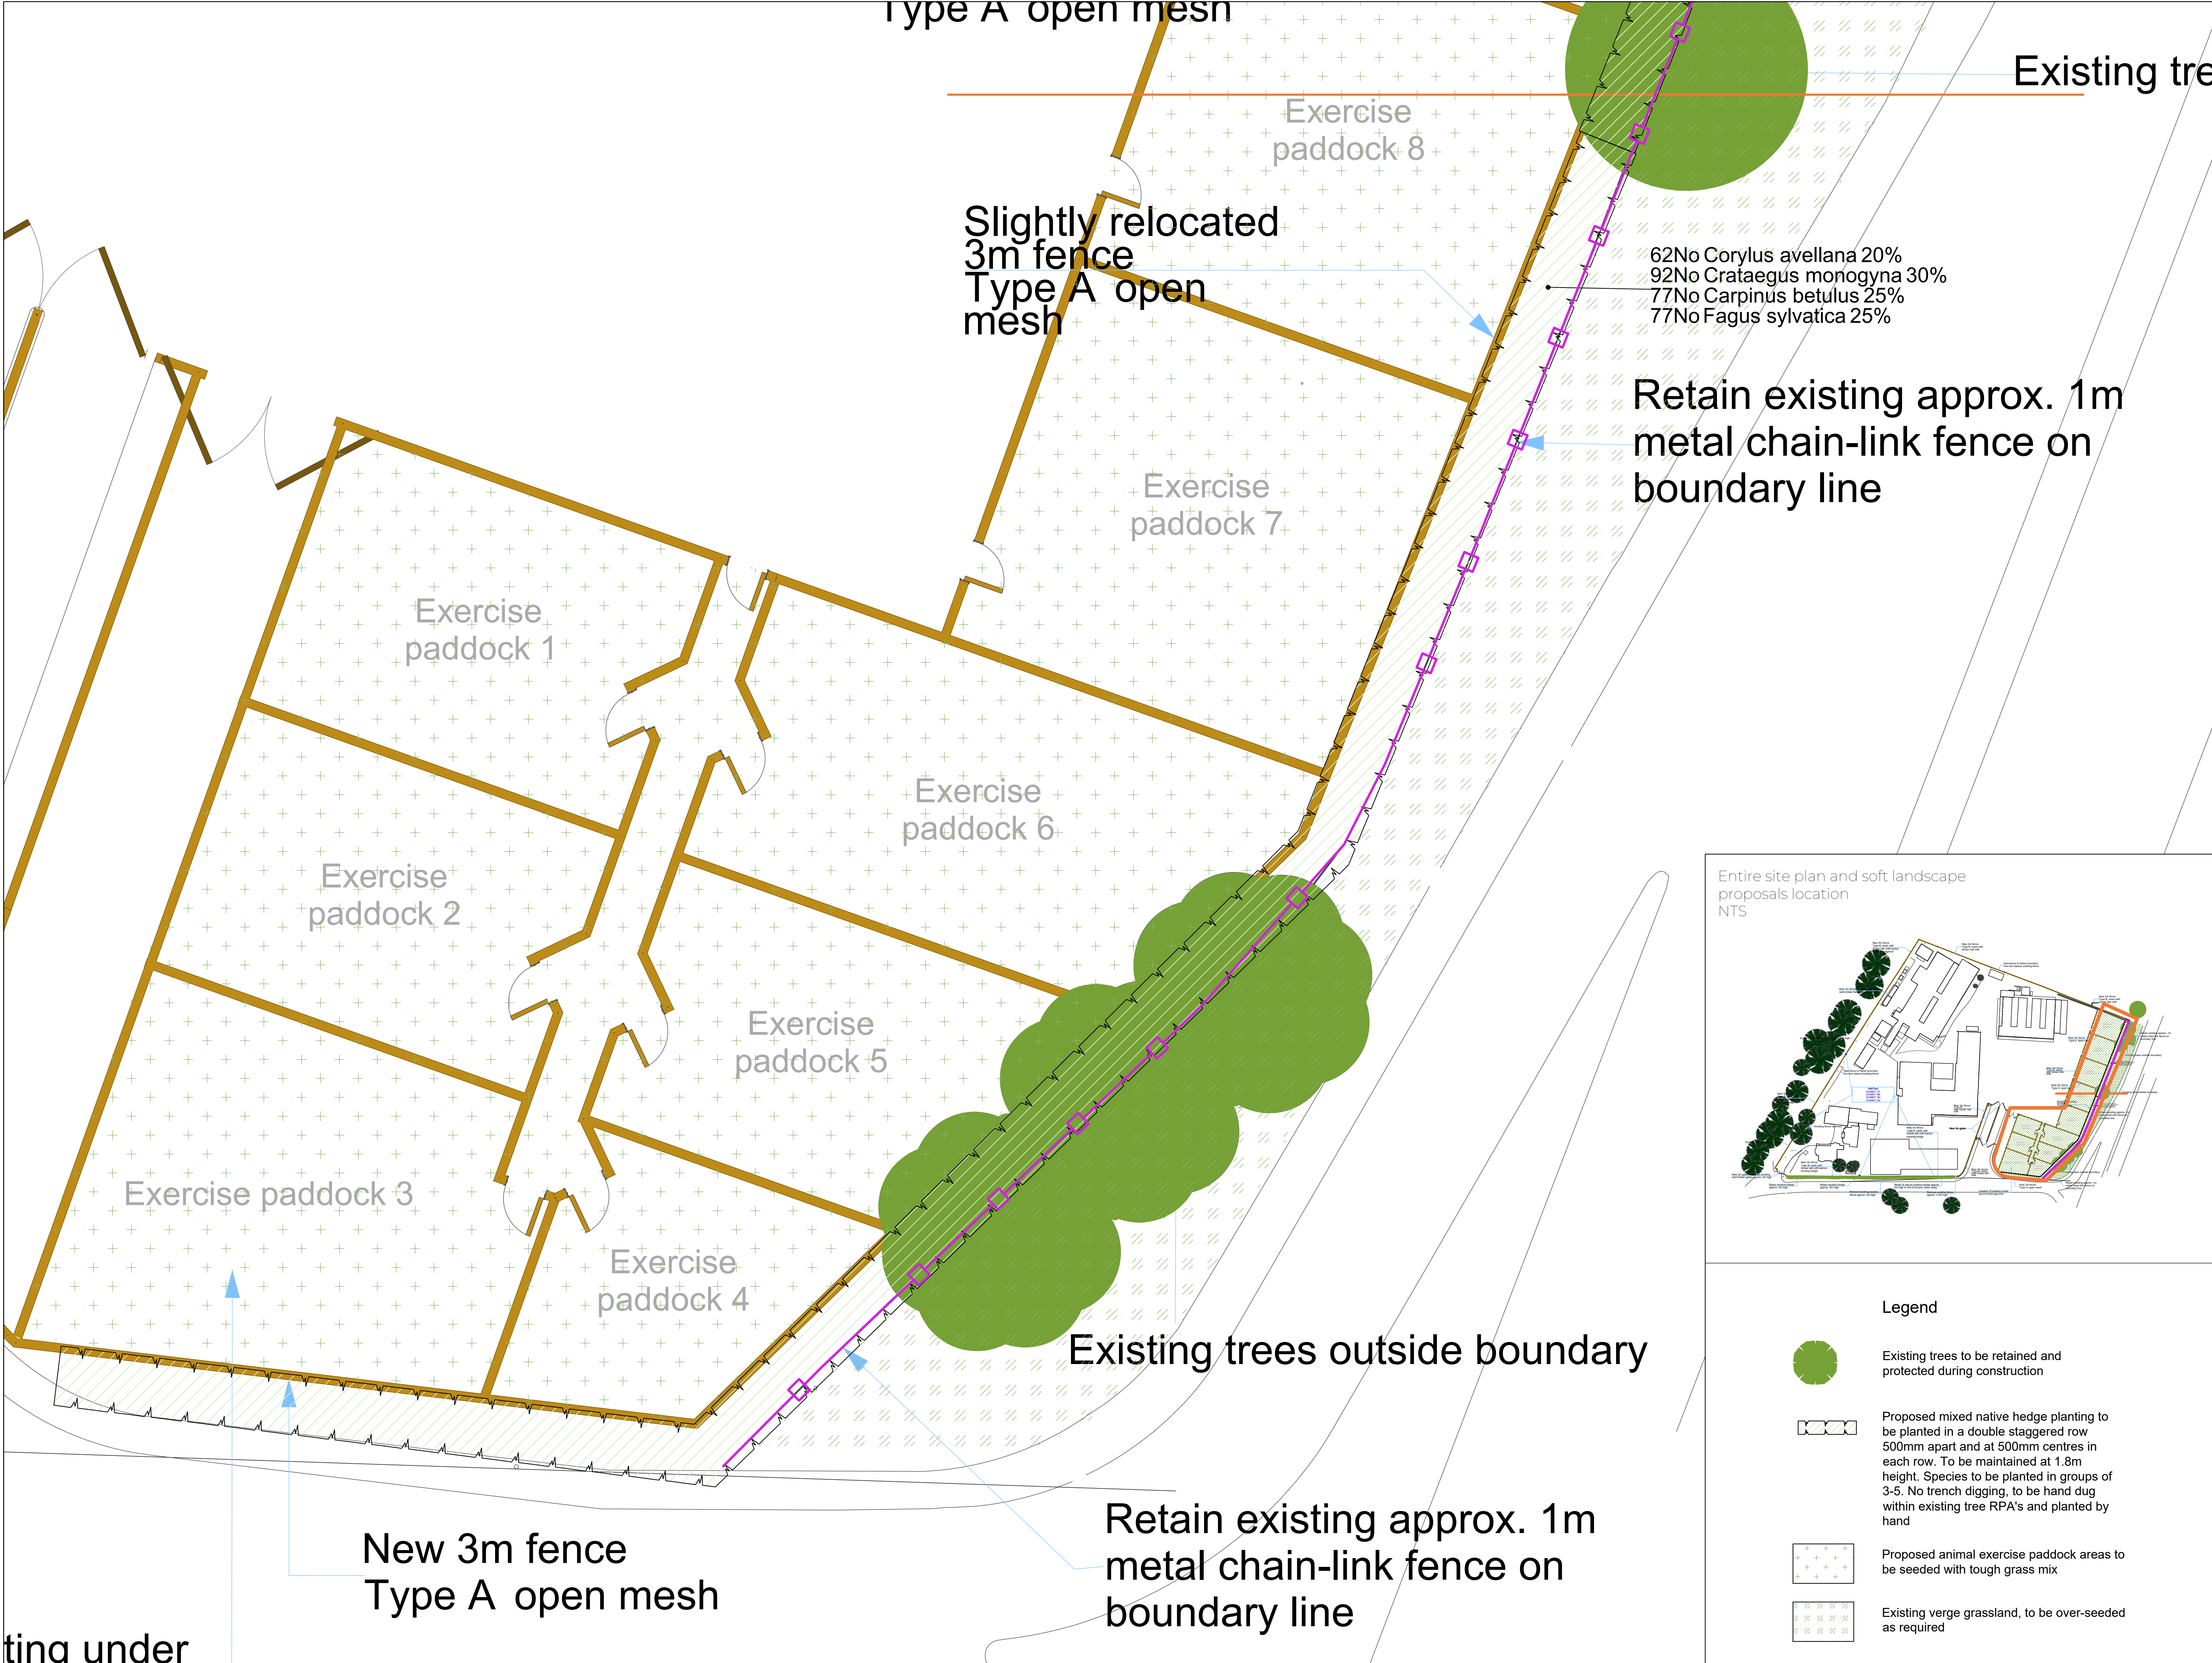 Type A open mesh
Existing tre
Exercise
paddock 8
Slightly relocated
3m fence
Type A open
mesh
62No Corylus avellana 20%
92No Crataegus monogyna 30%
77No Carpinus betulus 25%
77No Fagus sylvatica 25%
Retain existing approx. 1m
metal chain-link fence on
boundary line
Exercise
paddock 7
Exercise
paddock 1
Exercise
paddock 6
Exercise
paddock 2
Exercise
paddock 5
Exercise paddock 3
Exercise
paddock 4
Existing trees outside boundary
New 3m fence
Type A open mesh
Retain existing approx. 1m
metal chain-link fence on
boundary line
ting under
Entire site plan and soft landscape
proposals location
NTS
Legend
Existing trees to be retained and
protected during construction
Proposed mixed native hedge planting to
be planted in a double staggered row
500mm apart and at 500mm centres in
each row. To be maintained at 1.8m
height. Species to be planted in groups of
3-5. No trench digging, to be hand dug
within existing tree RPA's and planted by
hand
Proposed animal exercise paddock areas to
be seeded with tough grass mix
Existing verge grassland, to be over-seeded
as required